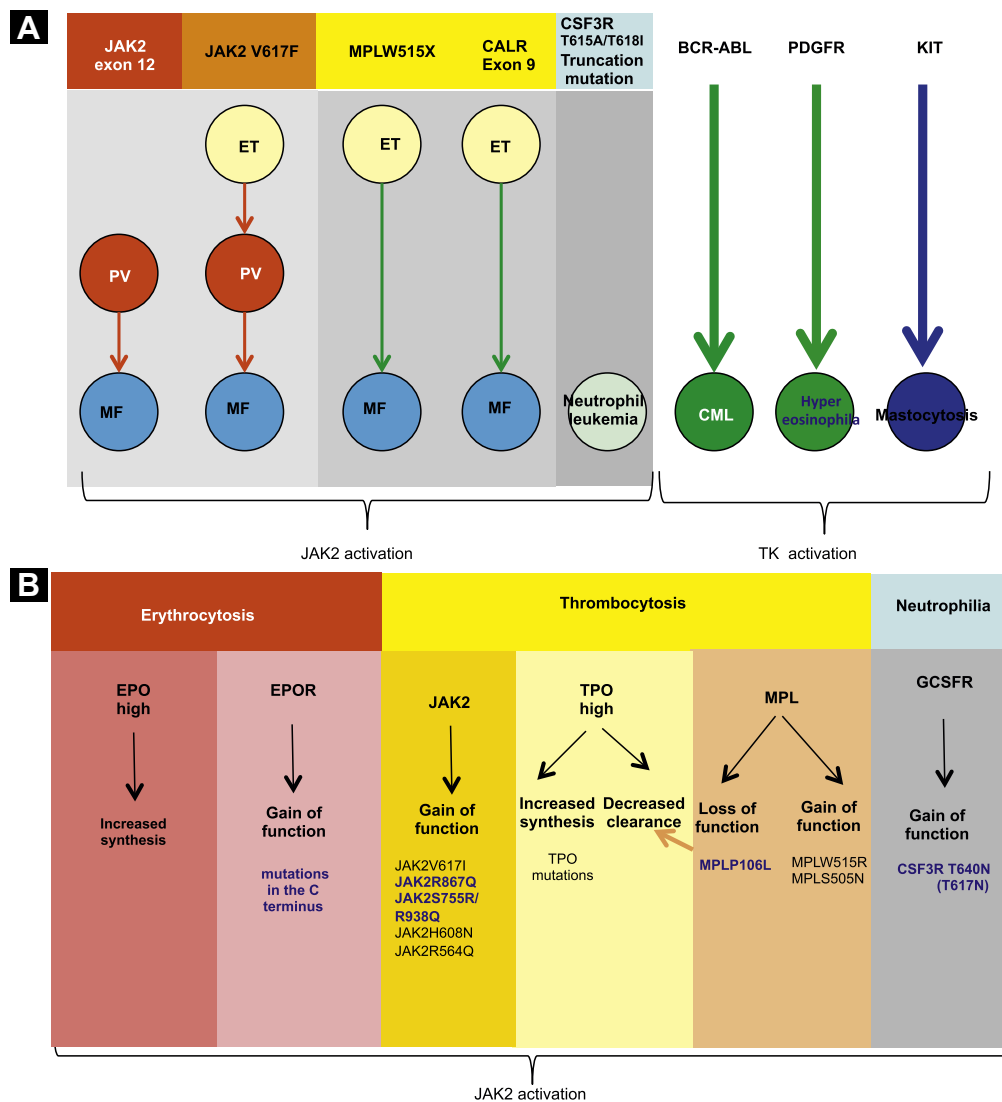 A
JAK2
exon 12
JAK2 V617F
MPLW515X
CALR
Exon 9
CSF3R
T615A/T618I
Truncation
mutation
BCR-ABL
PDGFR
KIT
ET
ET
ET
PV
PV
MF
MF
MF
MF
Neutrophil
leukemia
CML
Hyper
eosinophila
Mastocytosis
JAK2 activation
TK activation
B
Erythrocytosis
Thrombocytosis
Neutrophilia
EPO
high
Increased
synthesis
EPOR
Gain of
function
mutations
in the C
terminus
JAK2
Gain of
function
JAK2V617I
JAK2R867Q
JAK2S755R/
R938Q
JAK2H608N
JAK2R564Q
TPO
high
Increased
synthesis
TPO
mutations
Decreased
clearance
MPL
Loss of
function
MPLP106L
Gain of
function
MPLW515R
MPLS505N
GCSFR
Gain of
function
CSF3R T640N
(T617N)
JAK2 activation